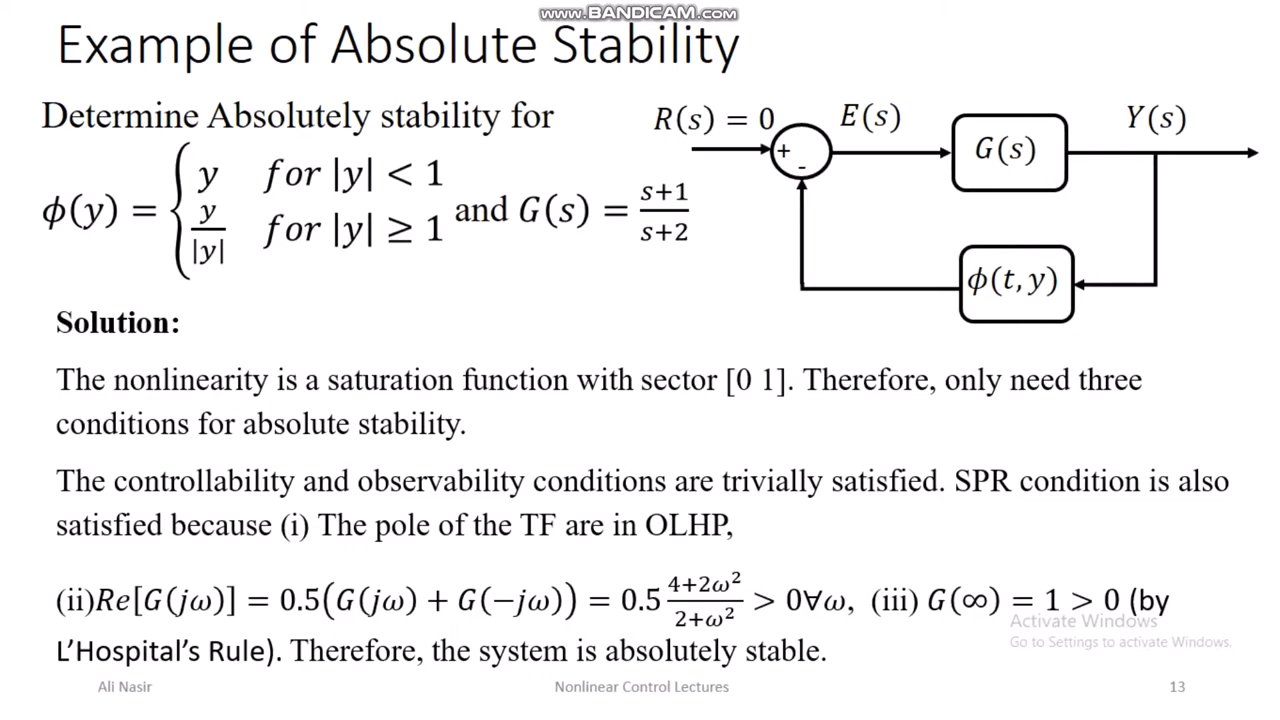 www.BANDICAM.com
Example of Absolute Stability
Determine Absolutely stability for
ϕ(y) = { y for |y| < 1
y/|y| for |y| ≥ 1
and G(s) = (s+1)/(s+2)
R(s) = 0
E(s)
Y(s)
+
-
G(s)
ϕ(t, y)
Solution:
The nonlinearity is a saturation function with sector [0 1]. Therefore, only need three
conditions for absolute stability.
The controllability and observability conditions are trivially satisfied. SPR condition is also
satisfied because (i) The pole of the TF are in OLHP,
(ii)Re[G(jω)] = 0.5(G(jω) + G(−jω)) = 0.5 (4+2ω²)/(2+ω²) > 0∀ω, (iii) G(∞) = 1 > 0 (by
L’Hospital’s Rule). Therefore, the system is absolutely stable.
Activate Windows
Go to Settings to activate Windows.
Ali Nasir
Nonlinear Control Lectures
13